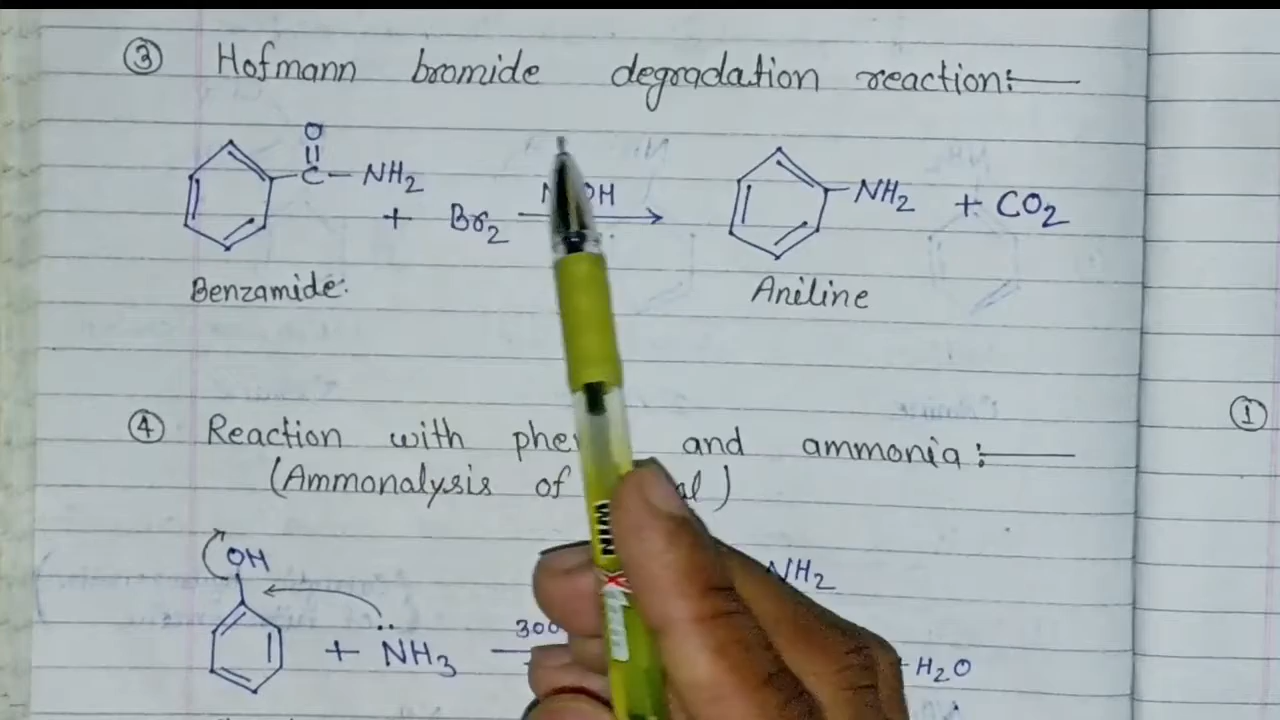 ③ Hofmann bromide degradation reaction:—
O
C - NH2 + Br2 → NH2 + CO2
Benzamide. Aniline
④ Reaction with and ammonia:—
①
(Ammonalysis of
OH NH2
+ NH3 H2O